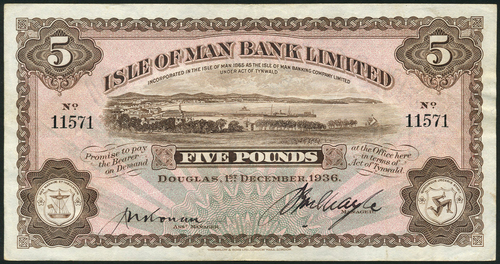 5 ISLE OF MAN BANK LIMITED 5
INCORPORATED IN THE ISLE OF MAN 1865 AS THE ISLE OF MAN BANKING COMPANY LIMITED
UNDER ACT OF TYNWALD
Nº 11571
Nº 11571
Promise to pay
the Bearer
on Demand
at the Office here
in terms of
Act of Tynwald.
FIVE POUNDS
DOUGLAS, 1ST DECEMBER, 1936.
ASST MANAGER.
MANAGER.